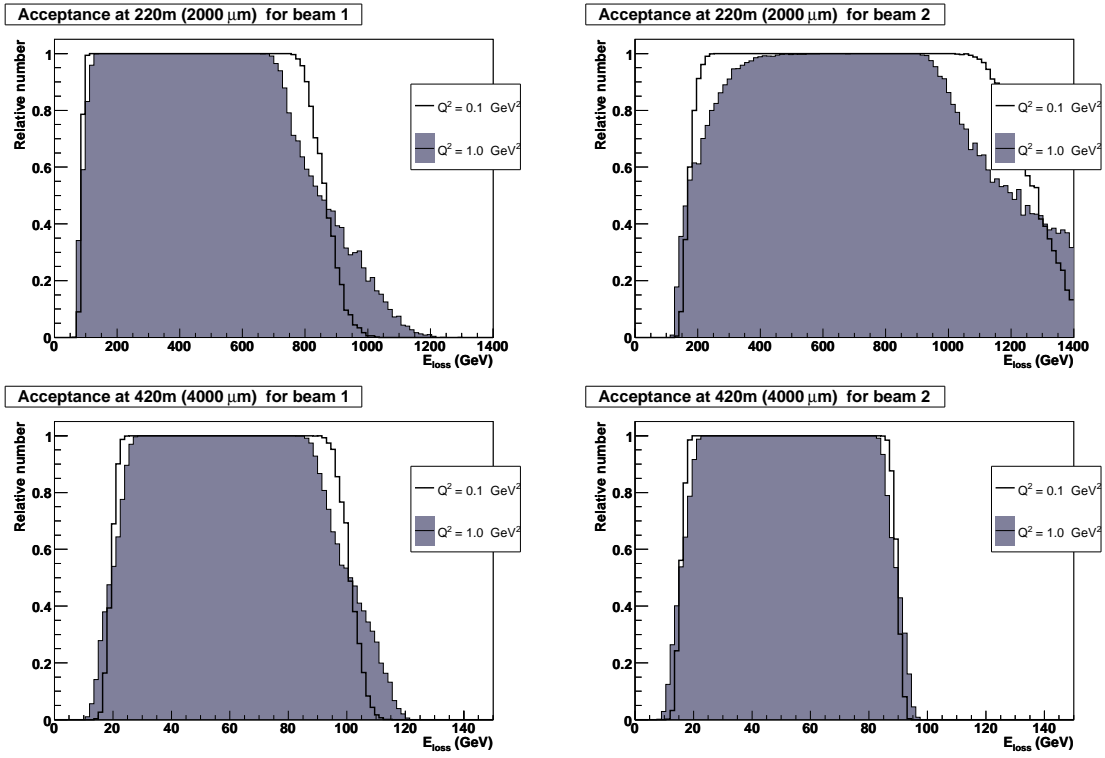 Acceptance at 220m (2000 μm) for beam 1
Relative number
1
0.8
0.6
0.4
0.2
0
0 200 400 600 800 1000 1200 1400
E_loss (GeV)
Q² = 0.1 GeV²
Q² = 1.0 GeV²
Acceptance at 220m (2000 μm) for beam 2
Relative number
1
0.8
0.6
0.4
0.2
0
0 200 400 600 800 1000 1200 1400
E_loss (GeV)
Q² = 0.1 GeV²
Q² = 1.0 GeV²
Acceptance at 420m (4000 μm) for beam 1
Relative number
1
0.8
0.6
0.4
0.2
0
0 20 40 60 80 100 120 140
E_loss (GeV)
Q² = 0.1 GeV²
Q² = 1.0 GeV²
Acceptance at 420m (4000 μm) for beam 2
Relative number
1
0.8
0.6
0.4
0.2
0
0 20 40 60 80 100 120 140
E_loss (GeV)
Q² = 0.1 GeV²
Q² = 1.0 GeV²